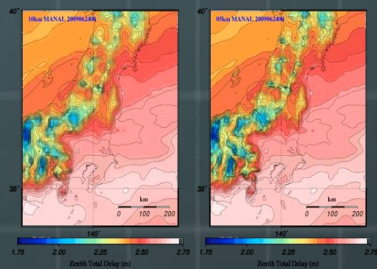 40°
10km MANAL 2009062400
35°
km
0 100 200
140°
1.75 2.00 2.25 2.50 2.75
Zenith Total Delay (m)
40°
05km MANAL 2009062400
35°
km
0 100 200
140°
1.75 2.00 2.25 2.50 2.75
Zenith Total Delay (m)